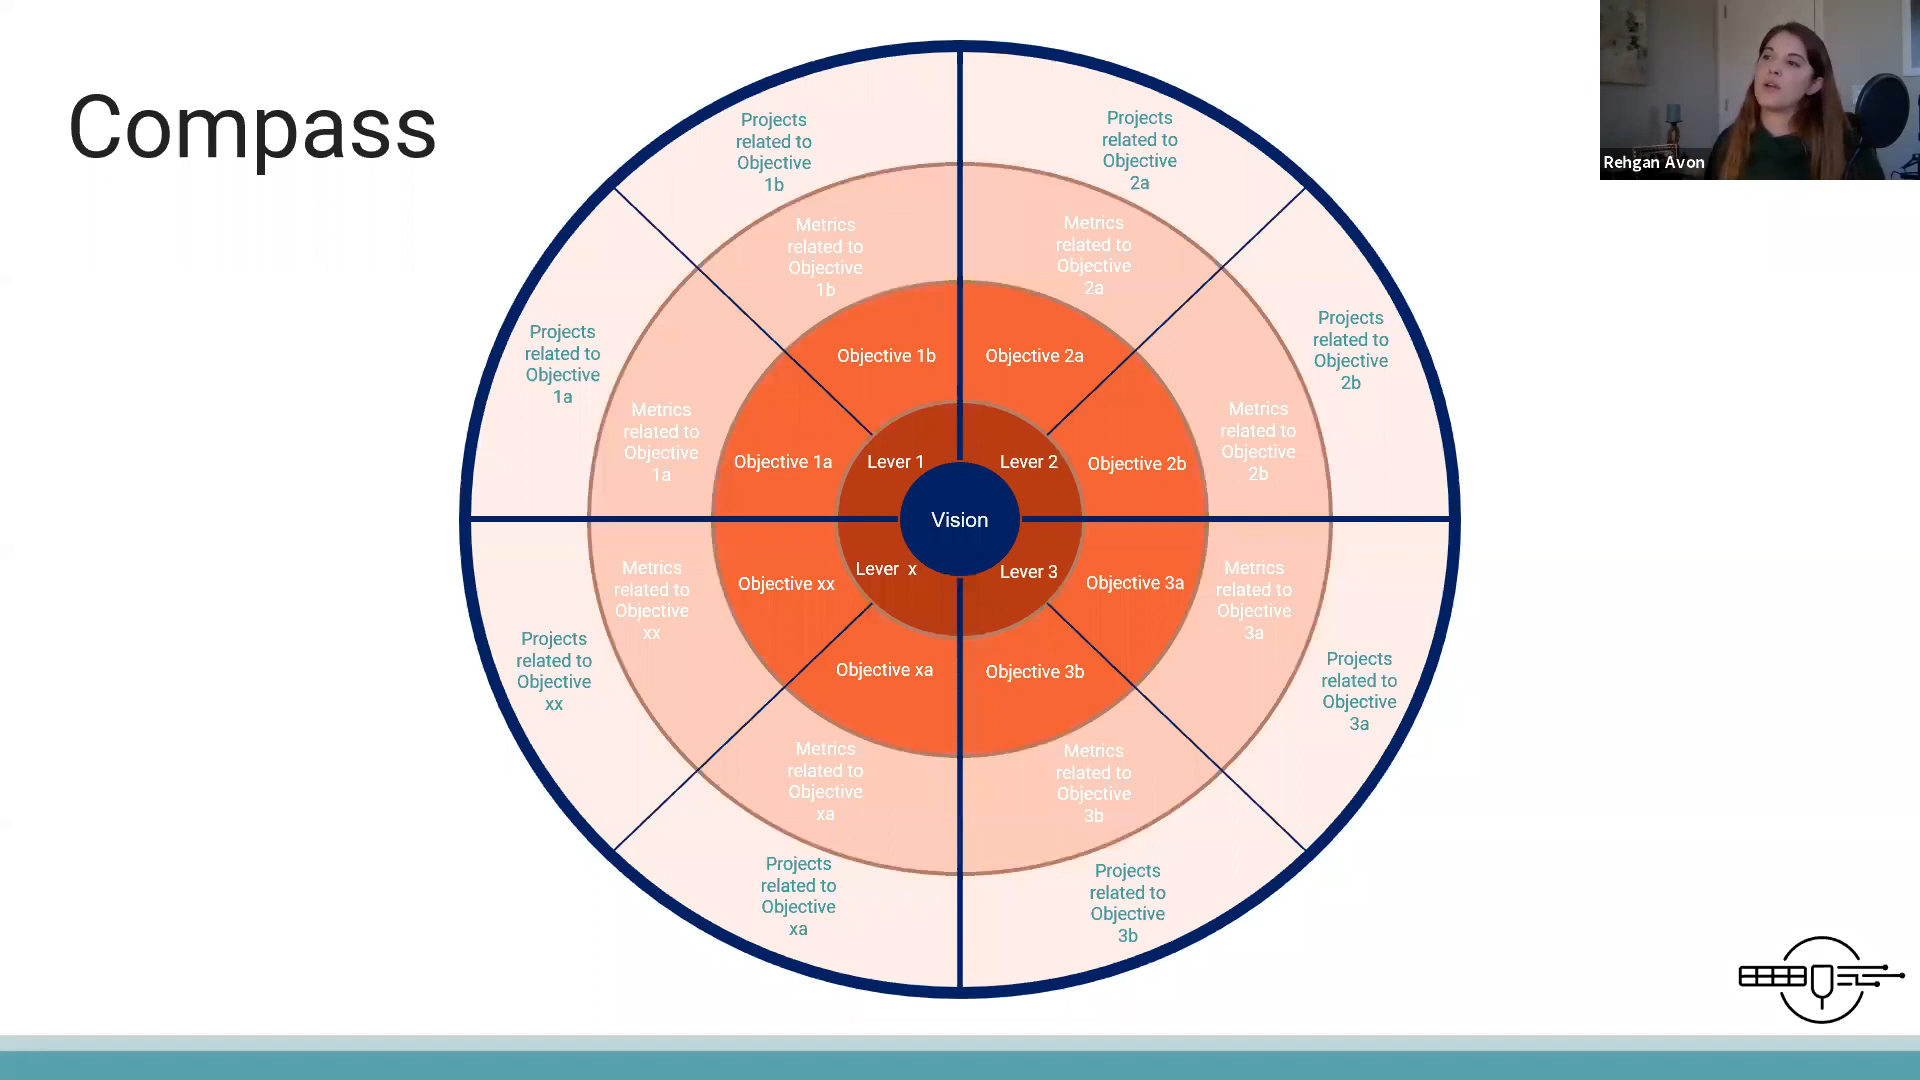 Compass
Rehgan Avon
Projects
related to
Objective
1b
Projects
related to
Objective
2a
Metrics
related to
Objective
1b
Metrics
related to
Objective
2a
Projects
related to
Objective
1a
Projects
related to
Objective
2b
Objective 1b
Objective 2a
Metrics
related to
Objective
1a
Metrics
related to
Objective
2b
Objective 1a
Lever 1
Lever 2
Objective 2b
Vision
Lever x
Lever 3
Objective xx
Objective 3a
Metrics
related to
Objective
xx
Metrics
related to
Objective
3a
Projects
related to
Objective
xx
Projects
related to
Objective
3a
Objective xa
Objective 3b
Metrics
related to
Objective
xa
Metrics
related to
Objective
3b
Projects
related to
Objective
xa
Projects
related to
Objective
3b